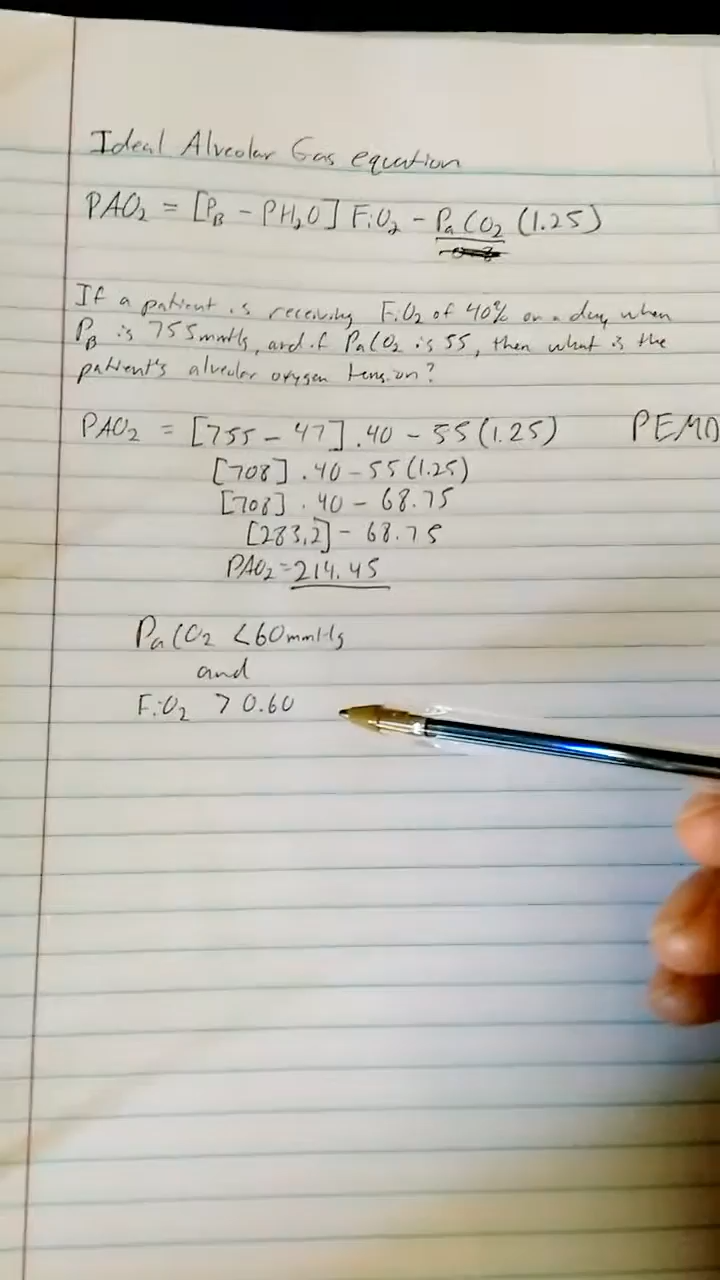 Ideal Alveolar Gas equation
PAO₂ = [P_B - PH₂O] FiO₂ - PaCO₂ (1.25)
If a patient is receiving FiO₂ of 40% on a day when
P_B is 755mmHg, and if PaCO₂ is 55, then what is the
patient's alveolar oxygen tension?
PAO₂ = [755 - 47] .40 - 55 (1.25) PEMD
[708] .40 - 55 (1.25)
[708] .40 - 68.75
[283.2] - 68.75
PAO₂ = 214.45
PaCO₂ < 60mmHg
and
FiO₂ > 0.60